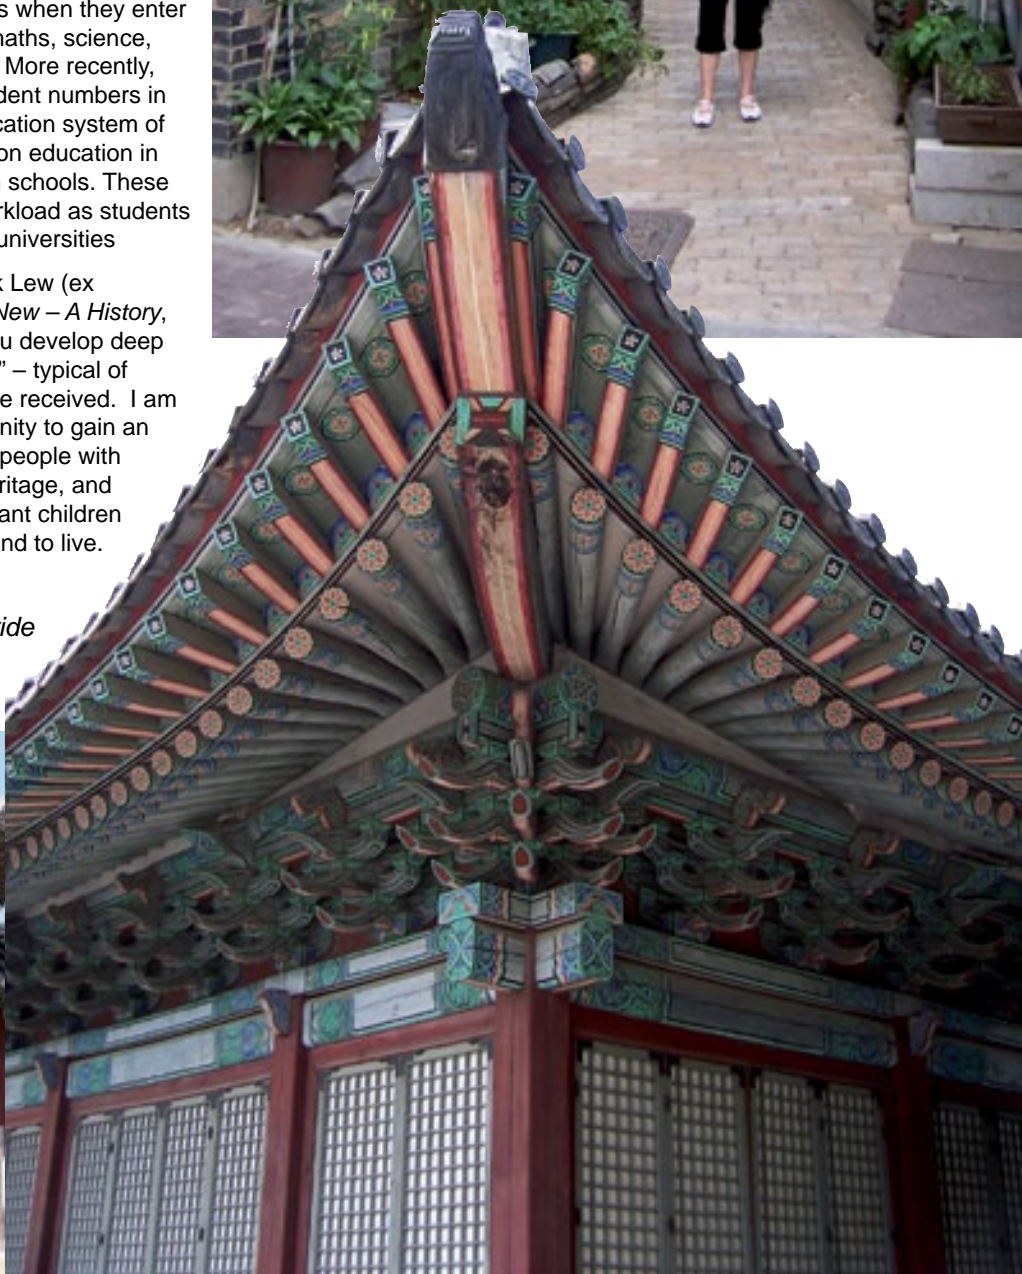 s when they enter
naths, science,
More recently,
dent numbers in
cation system of
on education in
schools. These
rkload as students
universities
k Lew (ex
New – A History,
u develop deep
” – typical of
e received.  I am
nity to gain an
people with
ritage, and
ant children
nd to live.
ide